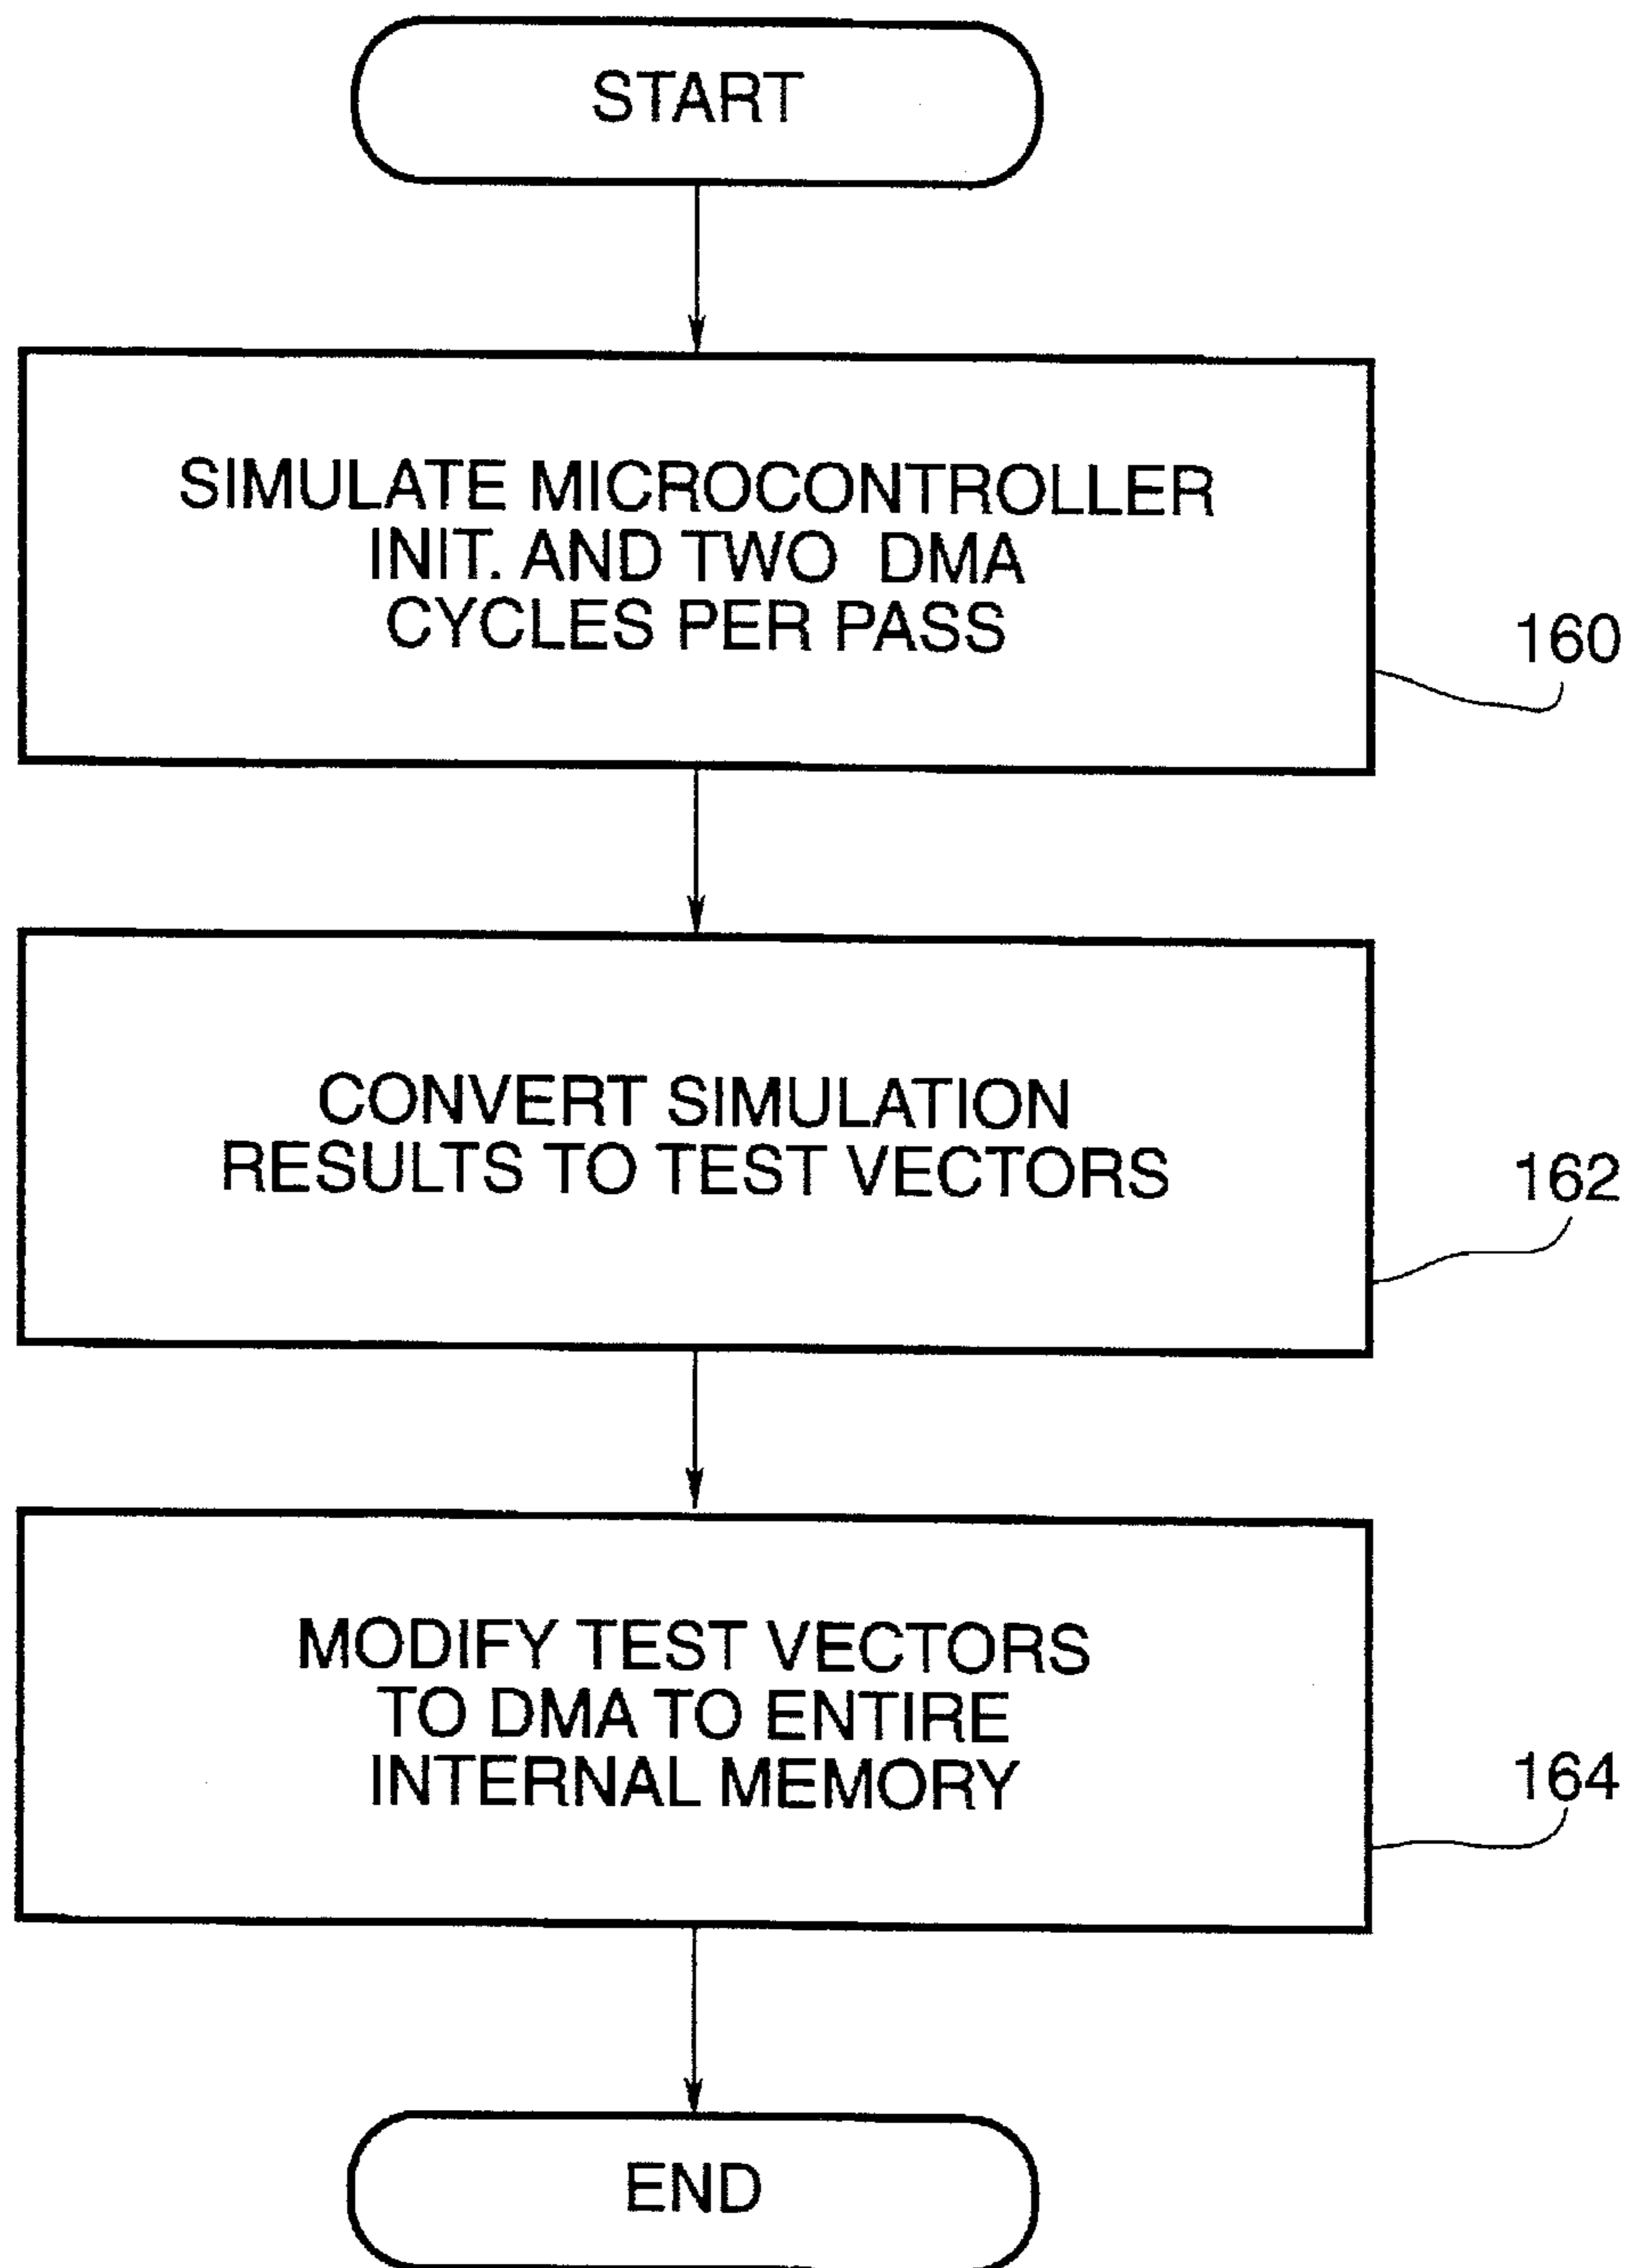 START
SIMULATE MICROCONTROLLER
INIT. AND TWO DMA
CYCLES PER PASS
160
CONVERT SIMULATION
RESULTS TO TEST VECTORS
162
MODIFY TEST VECTORS
TO DMA TO ENTIRE
INTERNAL MEMORY
164
END